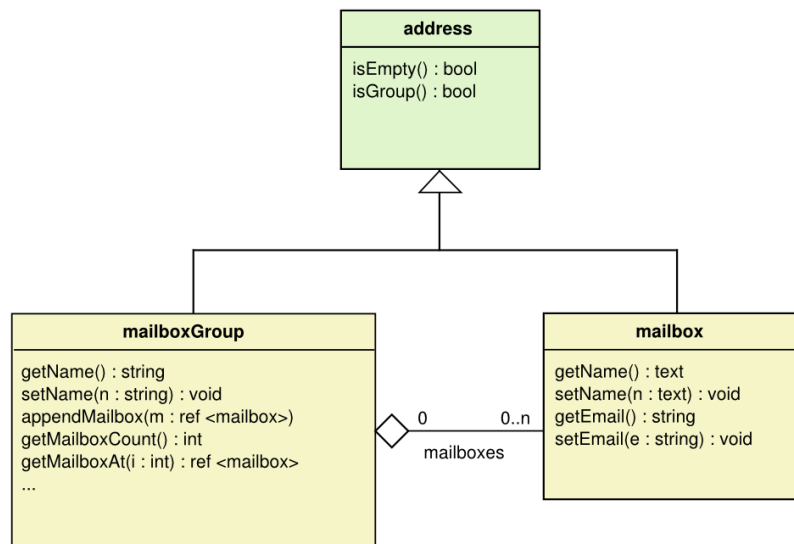 address
isEmpty() : bool
isGroup() : bool
mailboxGroup
getName() : string
setName(n : string) : void
appendMailbox(m : ref <mailbox>)
getMailboxCount() : int
getMailboxAt(i : int) : ref <mailbox>
...
0
0..n
mailboxes
mailbox
getName() : text
setName(n : text) : void
getEmail() : string
setEmail(e : string) : void